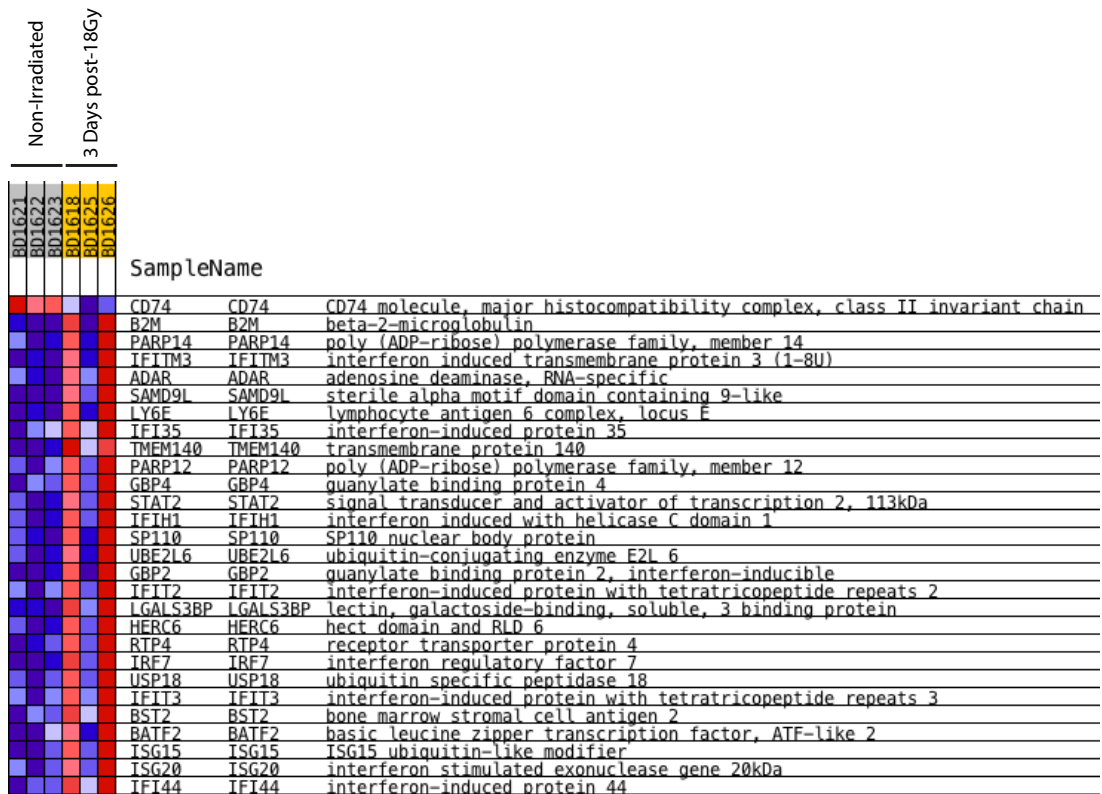 Non-Irradiated
3 Days post-18Gy
BD1621
BD1622
BD1623
BD1618
BD1625
BD1626
SampleName
CD74 CD74 CD74 molecule, major histocompatibility complex, class II invariant chain
B2M B2M beta-2-microglobulin
PARP14 PARP14 poly (ADP-ribose) polymerase family, member 14
IFITM3 IFITM3 interferon induced transmembrane protein 3 (1-8U)
ADAR ADAR adenosine deaminase, RNA-specific
SAMD9L SAMD9L sterile alpha motif domain containing 9-like
LY6E LY6E lymphocyte antigen 6 complex, locus E
IFI35 IFI35 interferon-induced protein 35
TMEM140 TMEM140 transmembrane protein 140
PARP12 PARP12 poly (ADP-ribose) polymerase family, member 12
GBP4 GBP4 guanylate binding protein 4
STAT2 STAT2 signal transducer and activator of transcription 2, 113kDa
IFIH1 IFIH1 interferon induced with helicase C domain 1
SP110 SP110 SP110 nuclear body protein
UBE2L6 UBE2L6 ubiquitin-conjugating enzyme E2L 6
GBP2 GBP2 guanylate binding protein 2, interferon-inducible
IFIT2 IFIT2 interferon-induced protein with tetratricopeptide repeats 2
LGALS3BP LGALS3BP lectin, galactoside-binding, soluble, 3 binding protein
HERC6 HERC6 hect domain and RLD 6
RTP4 RTP4 receptor transporter protein 4
IRF7 IRF7 interferon regulatory factor 7
USP18 USP18 ubiquitin specific peptidase 18
IFIT3 IFIT3 interferon-induced protein with tetratricopeptide repeats 3
BST2 BST2 bone marrow stromal cell antigen 2
BATF2 BATF2 basic leucine zipper transcription factor, ATF-like 2
ISG15 ISG15 ISG15 ubiquitin-like modifier
ISG20 ISG20 interferon stimulated exonuclease gene 20kDa
IFI44 IFI44 interferon-induced protein 44